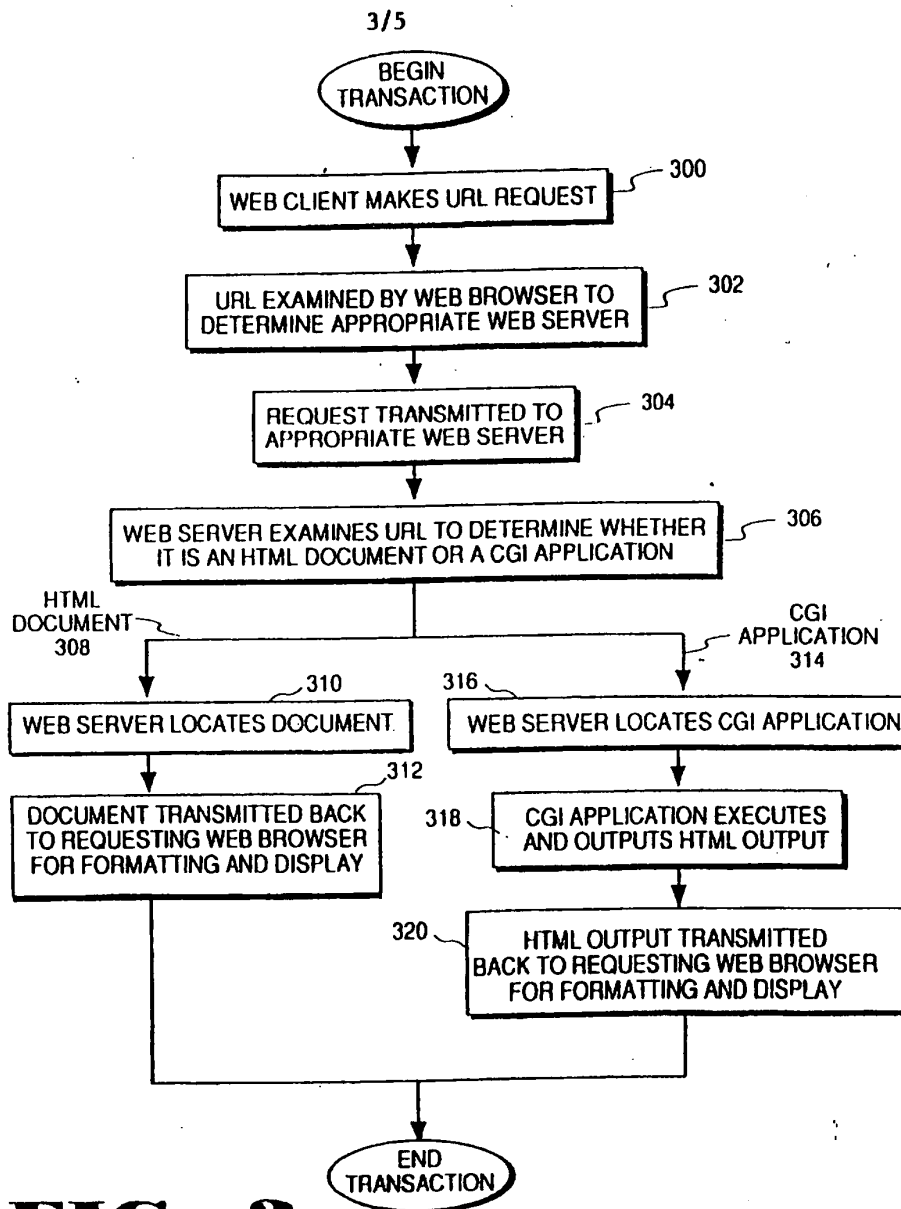 3/5
BEGIN
TRANSACTION
WEB CLIENT MAKES URL REQUEST
300
URL EXAMINED BY WEB BROWSER TO
DETERMINE APPROPRIATE WEB SERVER
302
REQUEST TRANSMITTED TO
APPROPRIATE WEB SERVER
304
WEB SERVER EXAMINES URL TO DETERMINE WHETHER
IT IS AN HTML DOCUMENT OR A CGI APPLICATION
306
HTML
DOCUMENT
308
CGI
APPLICATION
314
310
WEB SERVER LOCATES DOCUMENT
316
WEB SERVER LOCATES CGI APPLICATION
312
DOCUMENT TRANSMITTED BACK
TO REQUESTING WEB BROWSER
FOR FORMATTING AND DISPLAY
318
CGI APPLICATION EXECUTES
AND OUTPUTS HTML OUTPUT
320
HTML OUTPUT TRANSMITTED
BACK TO REQUESTING WEB BROWSER
FOR FORMATTING AND DISPLAY
END
TRANSACTION